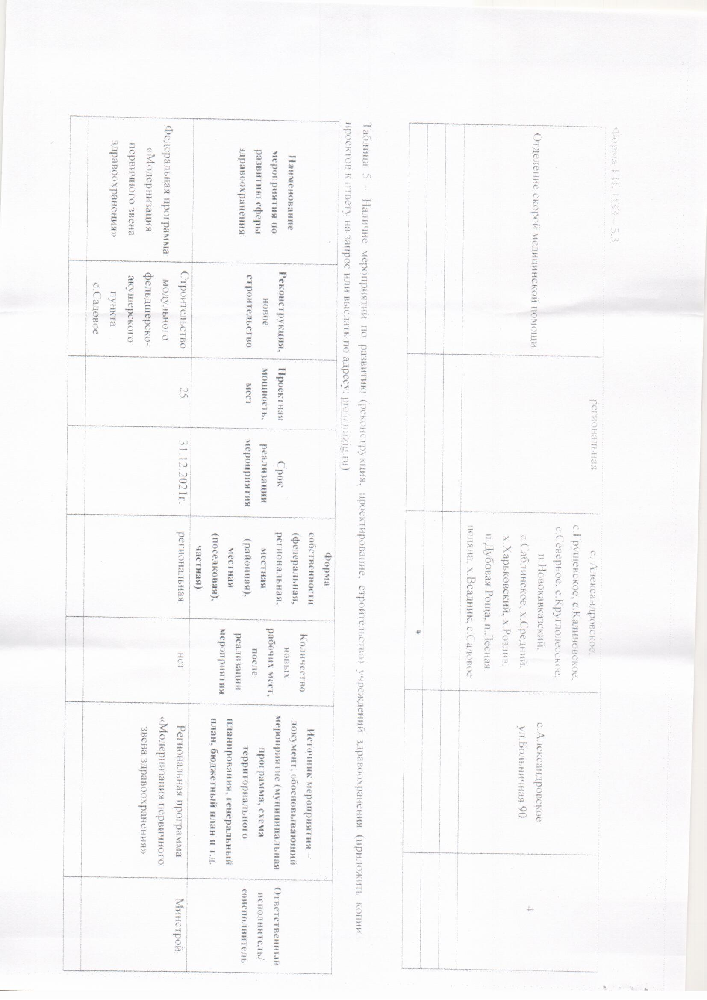 Отделение скорой медицинской помощи
региональная
с. Александровское,
с.Грушевское, с.Калиновское,
с.Северное, с.Круглолесское,
п.Новокавказский,
с.Саблинское, х.Средний,
х.Харьковский, х.Розлив,
п.Дубовая Роща, п.Лесная
поляна, х.Всадник, с.Садовое
с.Александровское
ул.Больничная 90
4
Таблица 5 – Наличие мероприятий по развитию (реконструкция, проектирование, строительство) учреждений здравоохранения (приложить копии
проектов к ответу на запрос или выслать по адресу:
Наименование
мероприятия по
развитию сферы
здравоохранения
Реконструкция,
новое
строительство
Проектная
мощность,
мест
Срок
реализации
мероприятия
Форма
собственности
(федеральная,
региональная,
местная
(районная),
местная
(поселковая),
частная)
Количество
новых
рабочих мест,
после
реализации
мероприятия
Источник мероприятия –
документ, обосновывающий
мероприятие (муниципальная
программа, схема
территориального
планирования, генеральный
план, бюджетный план и т.д.
Ответственный
исполнитель/
соисполнитель
Федеральная программа
«Модернизация
первичного звена
здравоохранения»
Строительство
модульного
фельдшерско-
акушерского
пункта
с.Садовое
25
31.12.2021г.
региональная
нет
Региональная программа
«Модернизация первичного
звена здравоохранения»
Минстрой